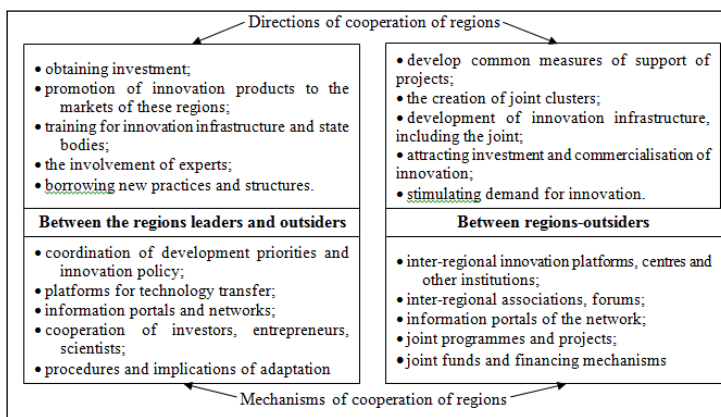 Directions of cooperation of regions
• obtaining investment;
• promotion of innovation products to the
markets of these regions;
• training for innovation infrastructure and state
bodies;
• the involvement of experts;
• borrowing new practices and structures.
Between the regions leaders and outsiders
• coordination of development priorities and
innovation policy;
• platforms for technology transfer;
• information portals and networks;
• cooperation of investors, entrepreneurs,
scientists;
• procedures and implications of adaptation
• develop common measures of support of
projects;
• the creation of joint clusters;
• development of innovation infrastructure,
including the joint;
• attracting investment and commercialisation of
innovation;
• stimulating demand for innovation.
Between regions-outsiders
• inter-regional innovation platforms, centres and
other institutions;
• inter-regional associations, forums;
• information portals of the network;
• joint programmes and projects;
• joint funds and financing mechanisms
Mechanisms of cooperation of regions